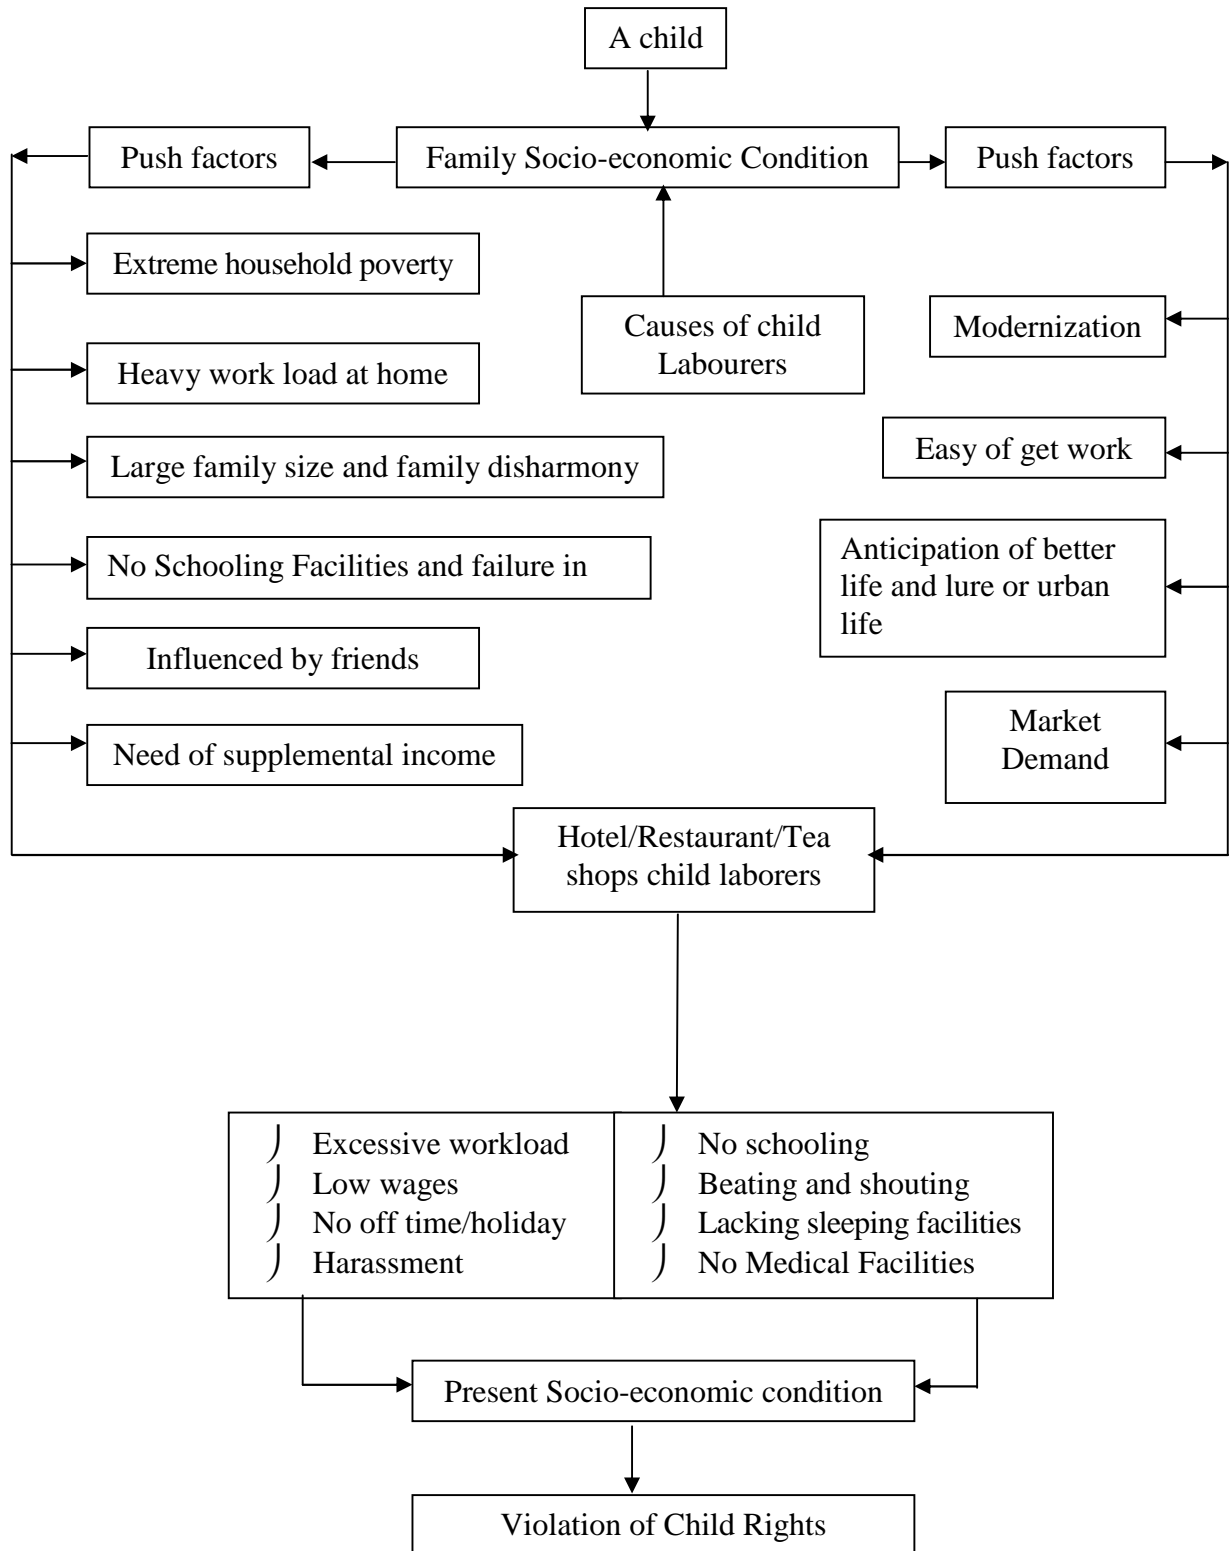 A child
Push factors
Family Socio-economic Condition
Push factors
Extreme household poverty
Causes of child
Labourers
Modernization
Heavy work load at home
Easy of get work
Large family size and family disharmony
No Schooling Facilities and failure in
Anticipation of better
life and lure or urban
life
Influenced by friends
Need of supplemental income
Market
Demand
Hotel/Restaurant/Tea
shops child laborers
Excessive workload
Low wages
No off time/holiday
Harassment
No schooling
Beating and shouting
Lacking sleeping facilities
No Medical Facilities
Present Socio-economic condition
Violation of Child Rights